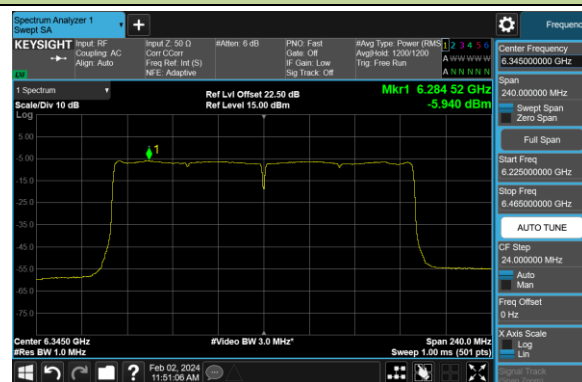 Spectrum Analyzer 1
Swept SA
Frequen
KEYSIGHT
Input: RF
Coupling: AC
Align: Auto
Input Z: 50 Ω
Corr CCorr
Freq Ref: Int (S)
NFE: Adaptive
#Atten: 6 dB
PNO: Fast
Gate: Off
IF Gain: Low
Sig Track: Off
#Avg Type: Power (RMS
Avg|Hold: 1200/1200
Trig: Free Run
1 2 3 4 5 6
A W W W W W
A N N N N N
LXI
1 Spectrum
Scale/Div 10 dB
Log
Ref Lvl Offset 22.50 dB
Ref Level 15.00 dBm
Mkr1 6.284 52 GHz
-5.940 dBm
1
5.00
-5.00
-15.0
-25.0
-35.0
-45.0
-55.0
-65.0
-75.0
Center 6.3450 GHz
#Res BW 1.0 MHz
#Video BW 3.0 MHz*
Span 240.0 MHz
Sweep 1.00 ms (501 pts)
Feb 02, 2024
11:51:06 AM
Center Frequency
6.345000000 GHz
Span
240.000000 MHz
Swept Span
Zero Span
Full Span
Start Freq
6.225000000 GHz
Stop Freq
6.465000000 GHz
AUTO TUNE
CF Step
24.000000 MHz
Auto
Man
Freq Offset
0 Hz
X Axis Scale
Log
Lin
Signal Track